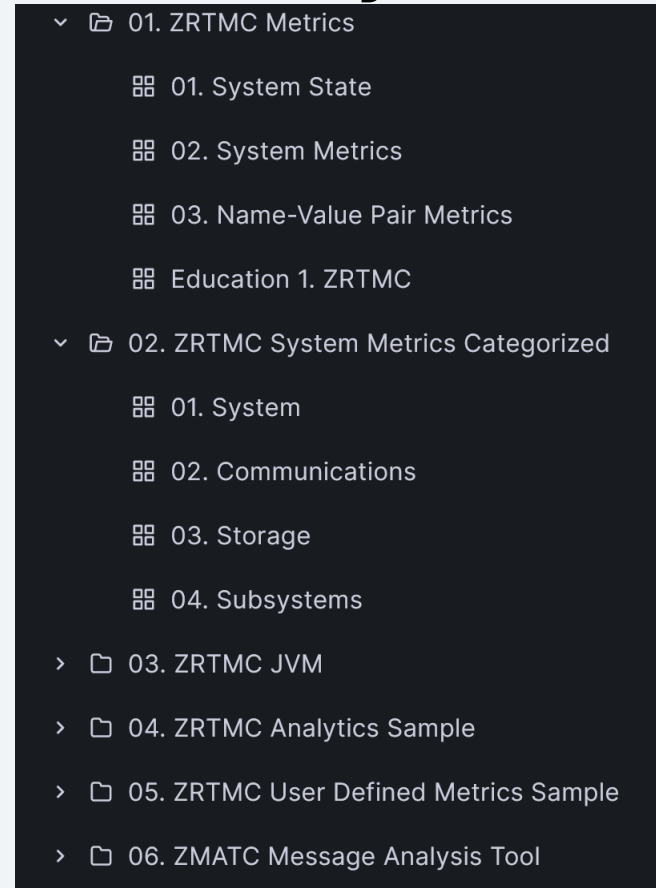 01. ZRTMC Metrics
01. System State
02. System Metrics
03. Name-Value Pair Metrics
Education 1. ZRTMC
02. ZRTMC System Metrics Categorized
01. System
02. Communications
03. Storage
04. Subsystems
03. ZRTMC JVM
04. ZRTMC Analytics Sample
05. ZRTMC User Defined Metrics Sample
06. ZMATC Message Analysis Tool